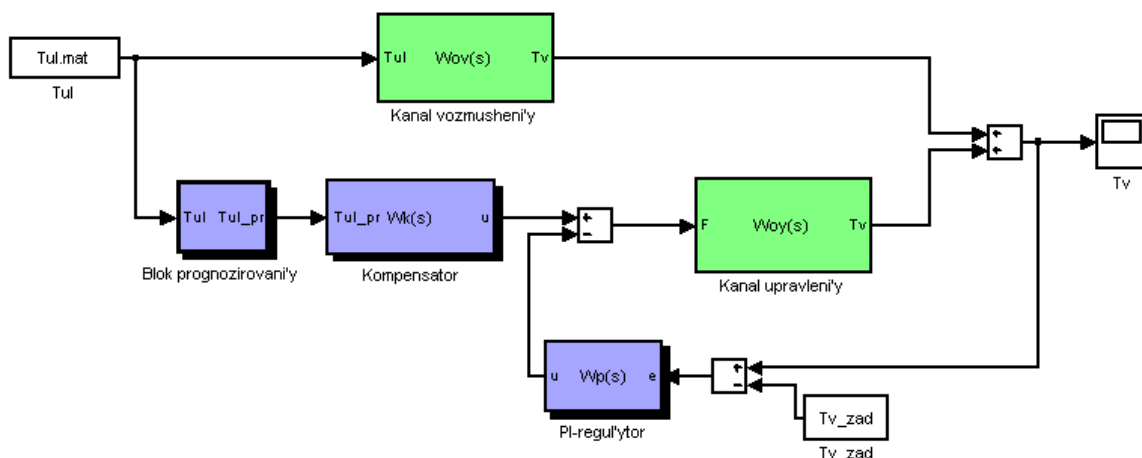 Tul.mat
Tul
Tul Wov(s) Tv
Kanal vozmusheni'y
Tv
Tul Tul_pr
Blok prognozirovani'y
Tul_pr Wk(s) u
Kompensator
+
−
F Woy(s) Tv
Kanal upravleni'y
+
+
u Wp(s) e
PI-regul'ytor
+
−
Tv_zad
Tv_zad